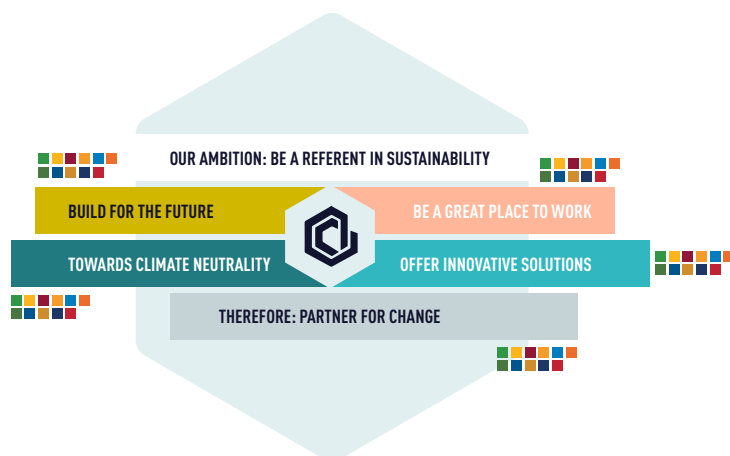 OUR AMBITION: BE A REFERENT IN SUSTAINABILITY
BUILD FOR THE FUTURE
BE A GREAT PLACE TO WORK
TOWARDS CLIMATE NEUTRALITY
OFFER INNOVATIVE SOLUTIONS
THEREFORE: PARTNER FOR CHANGE